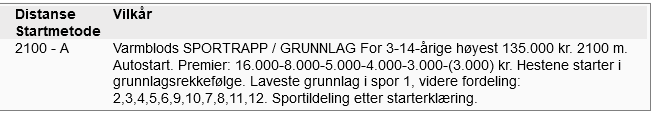 Distanse Vilkår
Startmetode
2100 - A Varmblods SPORTRAPP / GRUNNLAG For 3-14-årige høyest 135.000 kr. 2100 m.
Autostart. Premier: 16.000-8.000-5.000-4.000-3.000-(3.000) kr. Hestene starter i
grunnlagsrekkefølge. Laveste grunnlag i spor 1, videre fordeling:
2,3,4,5,6,9,10,7,8,11,12. Sportildeling etter starterklæring.